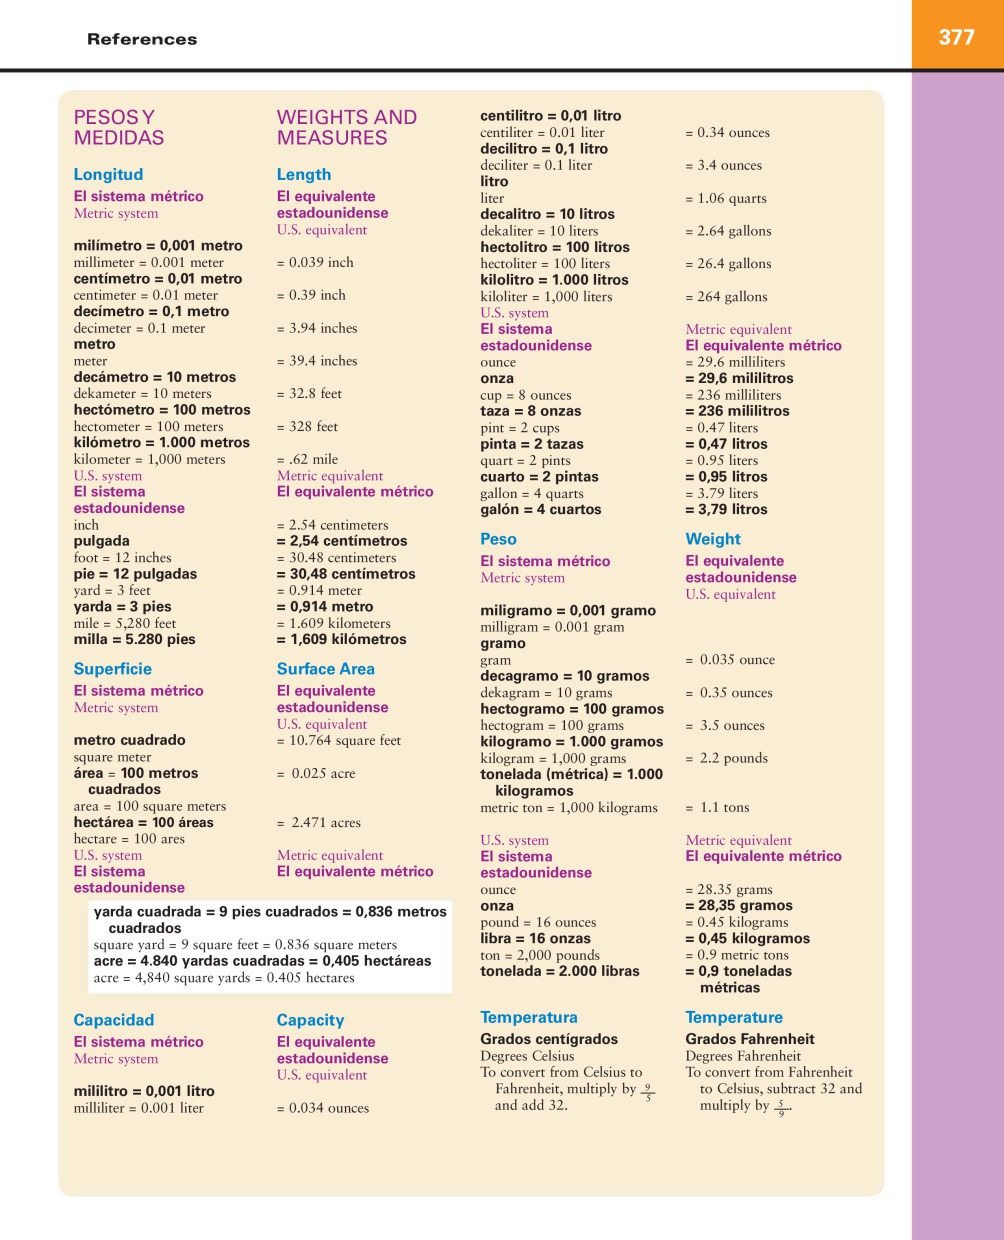 References
377
PESOS Y
MEDIDAS
WEIGHTS AND
MEASURES
Longitud
Length
El sistema métrico
Metric system
El equivalente
estadounidense
U.S. equivalent
milímetro = 0,001 metro
millimeter = 0.001 meter
= 0.039 inch
centímetro = 0,01 metro
centimeter = 0.01 meter
= 0.39 inch
decímetro = 0,1 metro
decimeter = 0.1 meter
= 3.94 inches
metro
meter
= 39.4 inches
decámetro = 10 metros
dekameter = 10 meters
= 32.8 feet
hectómetro = 100 metros
hectometer = 100 meters
= 328 feet
kilómetro = 1.000 metros
kilometer = 1,000 meters
= .62 mile
U.S. system
Metric equivalent
El sistema
estadounidense
El equivalente métrico
inch
= 2.54 centimeters
pulgada
= 2,54 centímetros
foot = 12 inches
= 30.48 centimeters
pie = 12 pulgadas
= 30,48 centímetros
yard = 3 feet
= 0.914 meter
yarda = 3 pies
= 0,914 metro
mile = 5,280 feet
= 1.609 kilometers
milla = 5.280 pies
= 1,609 kilómetros
Superficie
Surface Area
El sistema métrico
Metric system
El equivalente
estadounidense
U.S. equivalent
metro cuadrado
= 10.764 square feet
square meter
área = 100 metros
cuadrados
= 0.025 acre
area = 100 square meters
hectárea = 100 áreas
= 2.471 acres
hectare = 100 ares
U.S. system
Metric equivalent
El sistema
estadounidense
El equivalente métrico
yarda cuadrada = 9 pies cuadrados = 0,836 metros
cuadrados
square yard = 9 square feet = 0.836 square meters
acre = 4.840 yardas cuadradas = 0,405 hectáreas
acre = 4,840 square yards = 0.405 hectares
Capacidad
Capacity
El sistema métrico
Metric system
El equivalente
estadounidense
U.S. equivalent
mililitro = 0,001 litro
milliliter = 0.001 liter
= 0.034 ounces
centilitro = 0,01 litro
centiliter = 0.01 liter
= 0.34 ounces
decilitro = 0,1 litro
deciliter = 0.1 liter
= 3.4 ounces
litro
liter
= 1.06 quarts
decalitro = 10 litros
dekaliter = 10 liters
= 2.64 gallons
hectolitro = 100 litros
hectoliter = 100 liters
= 26.4 gallons
kilolitro = 1.000 litros
kiloliter = 1,000 liters
= 264 gallons
U.S. system
El sistema
estadounidense
Metric equivalent
El equivalente métrico
ounce
= 29.6 milliliters
onza
= 29,6 mililitros
cup = 8 ounces
= 236 milliliters
taza = 8 onzas
= 236 mililitros
pint = 2 cups
= 0.47 liters
pinta = 2 tazas
= 0,47 litros
quart = 2 pints
= 0.95 liters
cuarto = 2 pintas
= 0,95 litros
gallon = 4 quarts
= 3.79 liters
galón = 4 cuartos
= 3,79 litros
Peso
Weight
El sistema métrico
Metric system
El equivalente
estadounidense
U.S. equivalent
miligramo = 0,001 gramo
milligram = 0.001 gram
gramo
gram
= 0.035 ounce
decagramo = 10 gramos
dekagram = 10 grams
= 0.35 ounces
hectogramo = 100 gramos
hectogram = 100 grams
= 3.5 ounces
kilogramo = 1.000 gramos
kilogram = 1,000 grams
= 2.2 pounds
tonelada (métrica) = 1.000
kilogramos
metric ton = 1,000 kilograms
= 1.1 tons
U.S. system
Metric equivalent
El sistema
estadounidense
El equivalente métrico
ounce
= 28.35 grams
onza
= 28,35 gramos
pound = 16 ounces
= 0.45 kilograms
libra = 16 onzas
= 0,45 kilogramos
ton = 2,000 pounds
= 0.9 metric tons
tonelada = 2.000 libras
= 0,9 toneladas
métricas
Temperatura
Temperature
Grados centígrados
Degrees Celsius
To convert from Celsius to
Fahrenheit, multiply by 9/5
and add 32.
Grados Fahrenheit
Degrees Fahrenheit
To convert from Fahrenheit
to Celsius, subtract 32 and
multiply by 5/9.